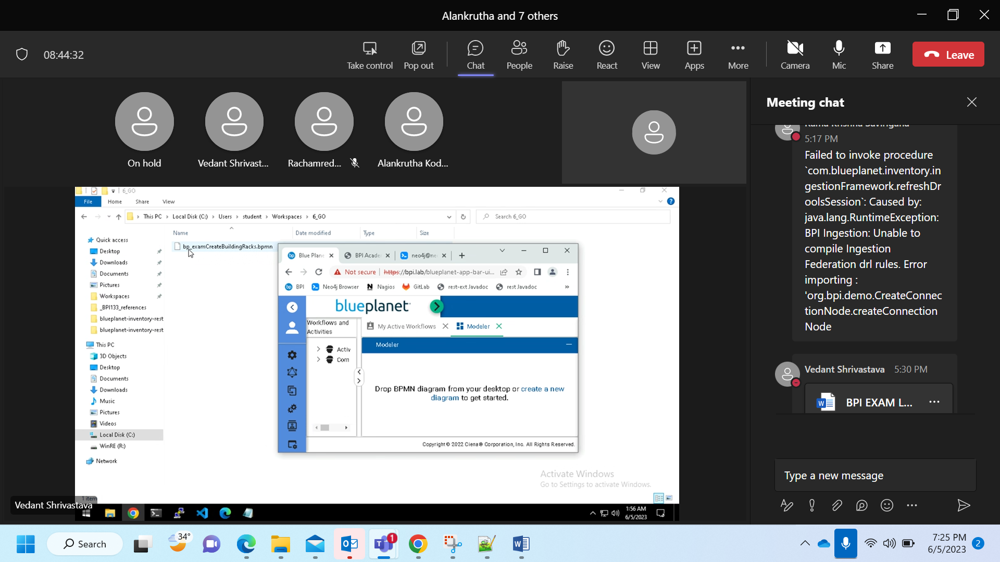 Alankrutha and 7 others
08:44:32
Take control
Pop out
Chat
People
Raise
React
View
Apps
More
Camera
Mic
Share
Leave
On hold
Vedant Shrivast...
Rachamred...
Alankrutha Kod...
6_GO
File
Home
Share
View
This PC > Local Disk (C:) > Users > student > Workspaces > 6_GO
Search 6_GO
Name
Date modified
Type
Size
Quick access
Desktop
Downloads
Documents
Pictures
Workspaces
_BPI133_references
blueplanet-inventory-rest
blueplanet-inventory-rest
This PC
3D Objects
Desktop
Documents
Downloads
Music
Pictures
Videos
Local Disk (C:)
WinRE (R:)
Network
1 item
bp_examCreateBuildingRacks.bpmn
Blue Plane
BPI Acade
neo4j@ne
Not secure | https://bpi.lab/blueplanet-app-bar-ui...
BPI
Neo4j Browser
Nagios
GitLab
rest-ext Javadoc
rest Javadoc
»
blueplanet
Workflows and
Activities
My Active Workflows
Modeler
Activ
Com
Modeler
Drop BPMN diagram from your desktop or create a new
diagram to get started.
Copyright © 2022 Ciena® Corporation, Inc. All Rights Reserved.
Activate Windows
Go to Settings to activate Windows.
Vedant Shrivastava
1:56 AM
6/5/2023
Meeting chat
5:17 PM
Failed to invoke procedure
`com.blueplanet.inventory.in
gestionFramework.refreshDr
oolsSession`: Caused by:
java.lang.RuntimeException:
BPI Ingestion: Unable to
compile Ingestion
Federation drl rules. Error
importing :
'org.bpi.demo.CreateConnec
tionNode.createConnection
Node
Vedant Shrivastava 5:30 PM
BPI EXAM L...
Type a new message
Search
34°
1
7:25 PM
6/5/2023
2